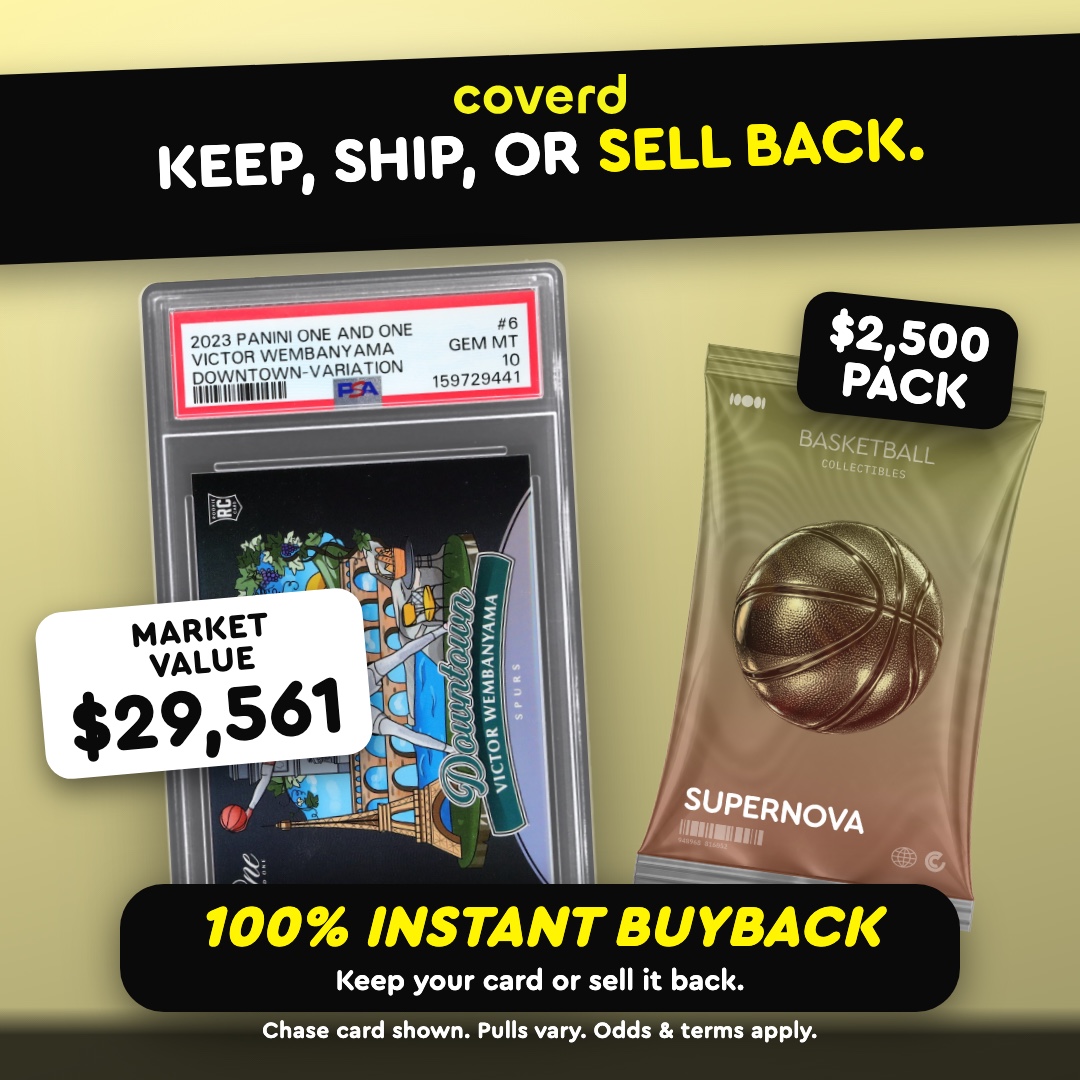 coverd
KEEP, SHIP, OR SELL BACK.
2023 PANINI ONE AND ONE #6
VICTOR WEMBANYAMA GEM MT
DOWNTOWN-VARIATION 10
PSA 159729441
$2,500
PACK
BASKETBALL
COLLECTIBLES
RC
MARKET
VALUE
$29,561
Downtown
VICTOR WEMBANYAMA
SPURS
SUPERNOVA
100% INSTANT BUYBACK
Keep your card or sell it back.
Chase card shown. Pulls vary. Odds & terms apply.